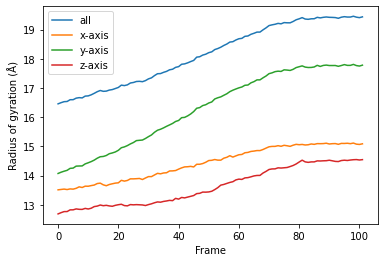 all
x-axis
y-axis
z-axis
19
18
17
16
15
14
13
Radius of gyration (Å)
0 20 40 60 80 100
Frame